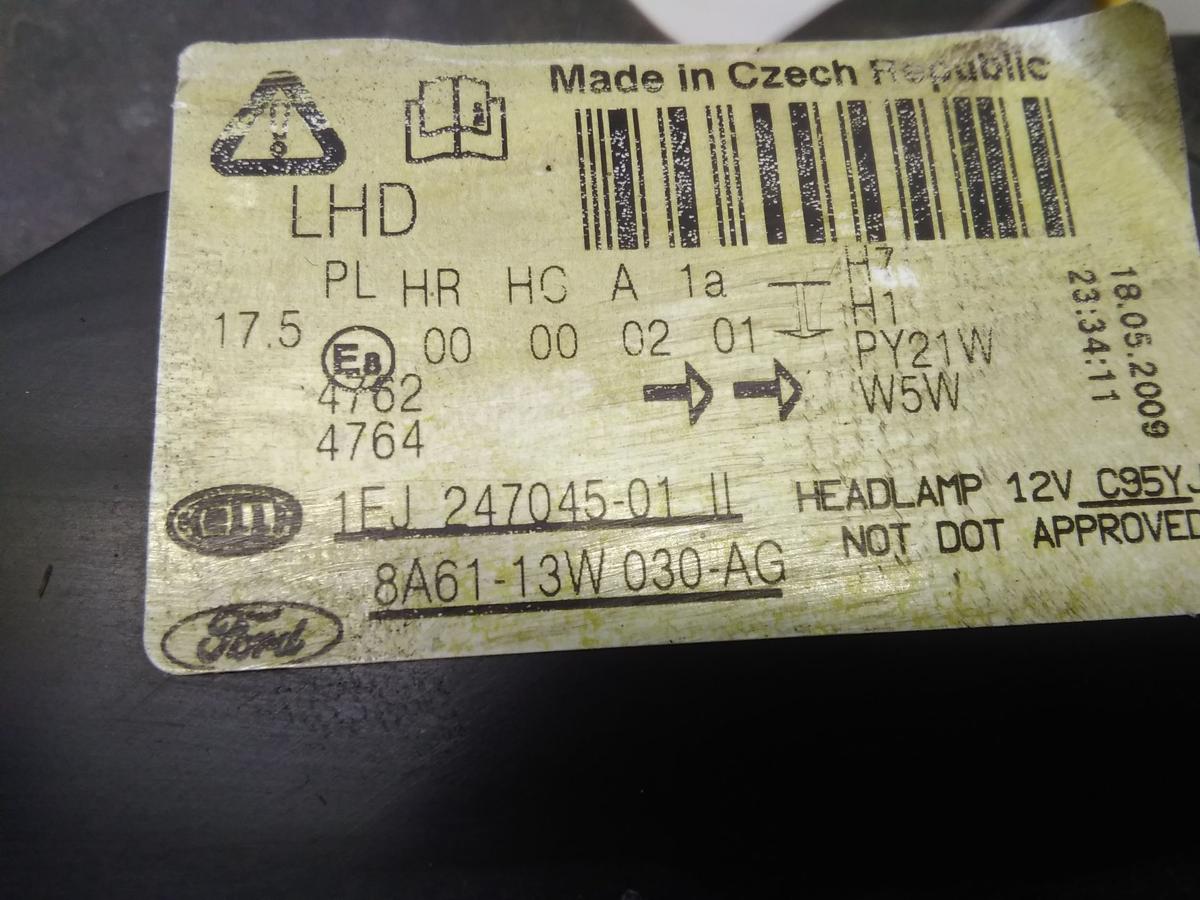 Made in Czech Republic
LHD
PL HR HC A 1a
17.5 E8 00 00 02 01
4762
4764
H7
H1
PY21W
W5W
18.05.2009
23:34:11
HELLA
1EJ 247045-01 II
HEADLAMP 12V C95YJ
NOT DOT APPROVED
8A61-13W 030-AG
Ford